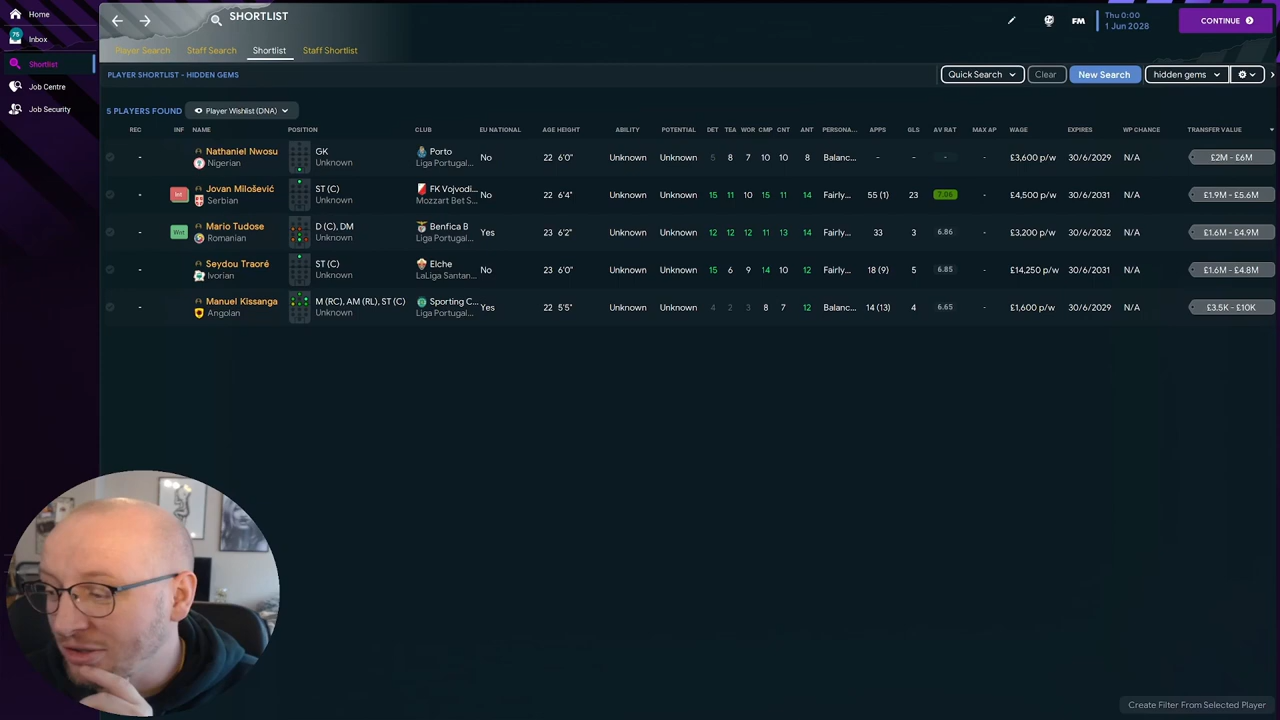 Home
SHORTLIST
Thu 0:00
1 Jun 2028
FM
CONTINUE
75
Inbox
Shortlist
Job Centre
Job Security
Player Search
Staff Search
Shortlist
Staff Shortlist
PLAYER SHORTLIST - HIDDEN GEMS
Quick Search
Clear
New Search
hidden gems
5 PLAYERS FOUND
Player Wishlist (DNA)
REC INF NAME POSITION CLUB EU NATIONAL AGE HEIGHT ABILITY POTENTIAL DET TEA WOR CMP CNT ANT PERSONA... APPS GLS AV RAT MAX AP WAGE EXPIRES WP CHANCE TRANSFER VALUE
- Nathaniel Nwosu GK Porto No 22 6'0" Unknown Unknown 5 8 7 10 10 8 Balanc... - - - - £3,600 p/w 30/6/2029 N/A £2M - £6M
Nigerian Unknown Liga Portugal...
- Int Jovan Milošević ST (C) FK Vojvodi... No 22 6'4" Unknown Unknown 15 11 10 15 11 14 Fairly... 55 (1) 23 7.06 - £4,500 p/w 30/6/2031 N/A £1.9M - £5.6M
Serbian Unknown Mozzart Bet S...
- Wnt Mario Tudose D (C), DM Benfica B Yes 23 6'2" Unknown Unknown 12 12 12 11 13 14 Fairly... 33 3 6.86 - £3,200 p/w 30/6/2032 N/A £1.6M - £4.9M
Romanian Unknown Liga Portugal...
- Seydou Traoré ST (C) Elche No 23 6'0" Unknown Unknown 15 6 9 14 10 12 Fairly... 18 (9) 5 6.85 - £14,250 p/w 30/6/2031 N/A £1.6M - £4.8M
Ivorian Unknown LaLiga Santan...
- Manuel Kissanga M (RC), AM (RL), ST (C) Sporting C... Yes 22 5'5" Unknown Unknown 4 2 3 8 7 12 Balanc... 14 (13) 4 6.65 - £1,600 p/w 30/6/2029 N/A £3.5K - £10K
Angolan Unknown Liga Portugal...
Create Filter From Selected Player